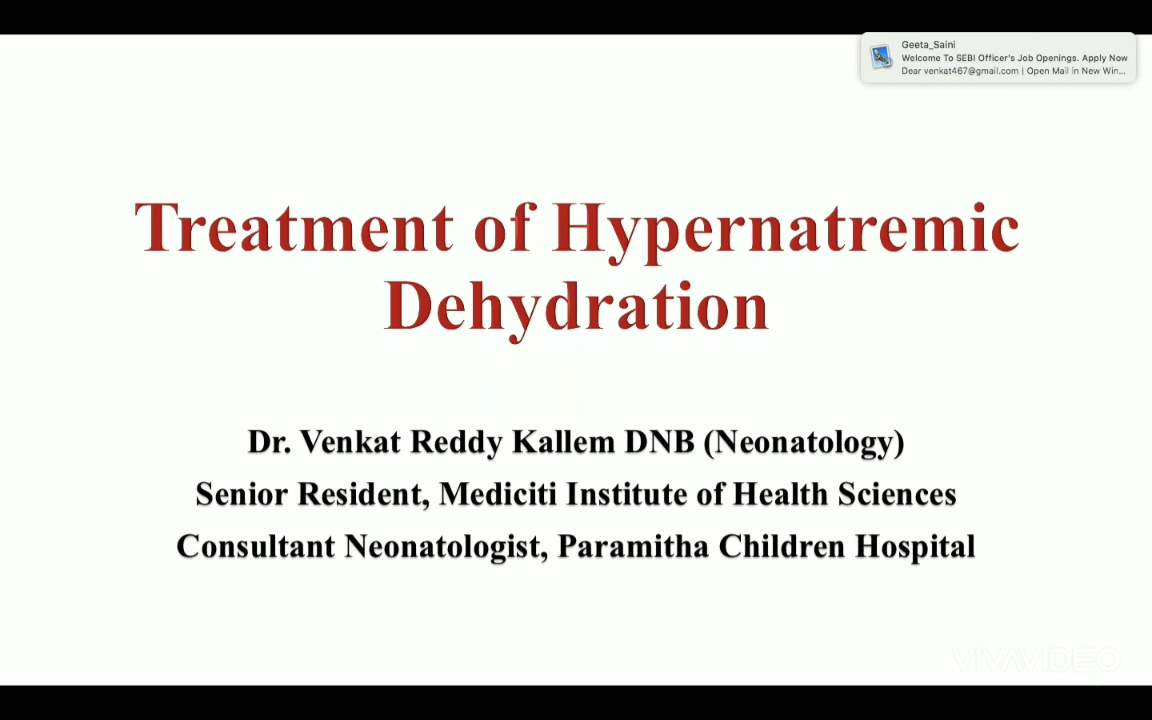 Geeta_Saini
Welcome To SEBI Officer's Job Openings. Apply Now
Dear venkat467@gmail.com | Open Mail in New Win...
Treatment of Hypernatremic
Dehydration
Dr. Venkat Reddy Kallem DNB (Neonatology)
Senior Resident, Mediciti Institute of Health Sciences
Consultant Neonatologist, Paramitha Children Hospital
VIVAVIDEO